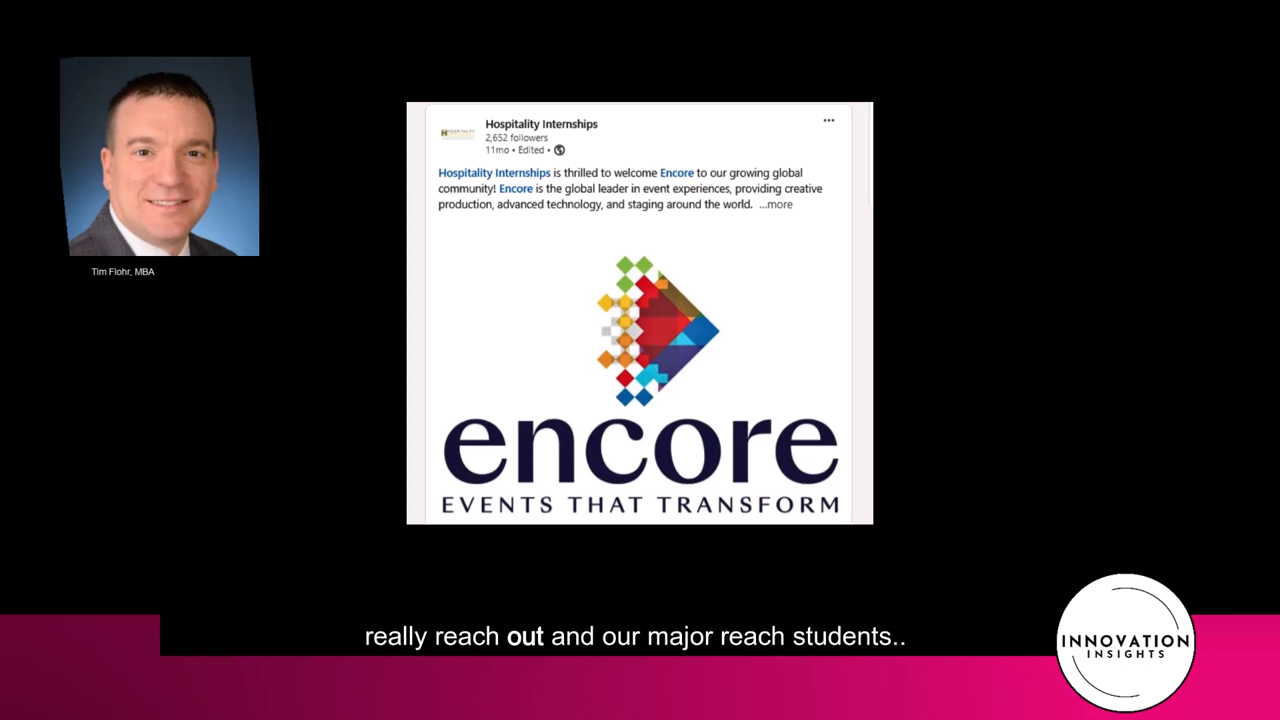 Tim Flohr, MBA
HOSPITALITY
Hospitality Internships
2,652 followers
11mo • Edited •
Hospitality Internships is thrilled to welcome Encore to our growing global
community! Encore is the global leader in event experiences, providing creative
production, advanced technology, and staging around the world. ...more
encore
EVENTS THAT TRANSFORM
really reach out and our major reach students..
INNOVATION
INSIGHTS